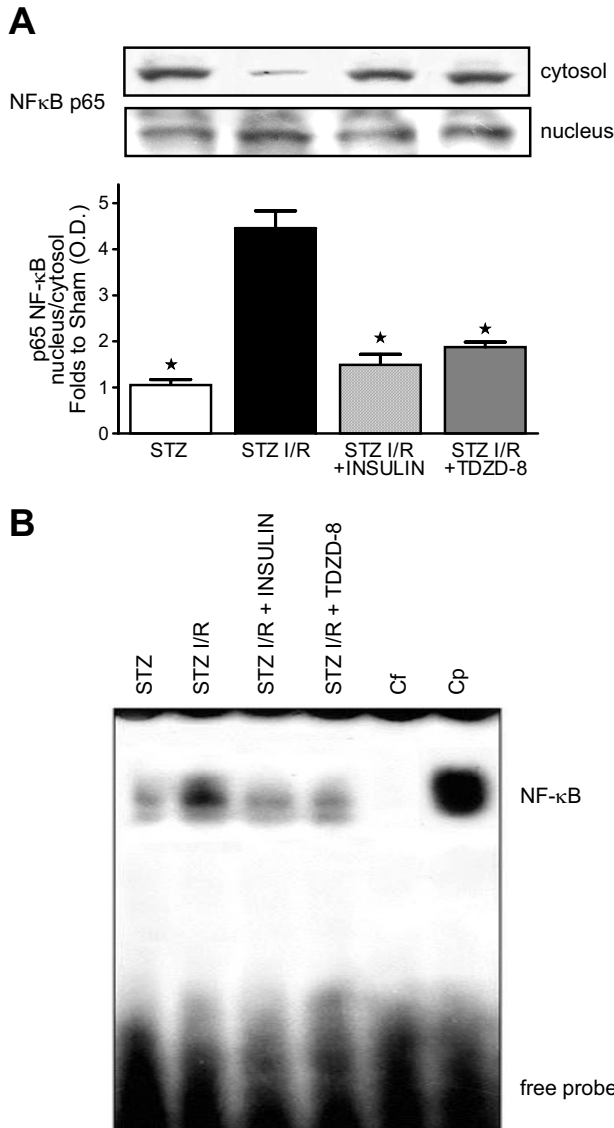 A
NFκB p65
cytosol
nucleus
p65 NF-κB
nucleus/cytosol
Folds to Sham (O.D.)
5
4
3
2
1
0
★
★
★
STZ
STZ I/R
STZ I/R
+INSULIN
STZ I/R
+TDZD-8
B
STZ
STZ I/R
STZ I/R + INSULIN
STZ I/R + TDZD-8
Cf
Cp
NF-κB
free probe